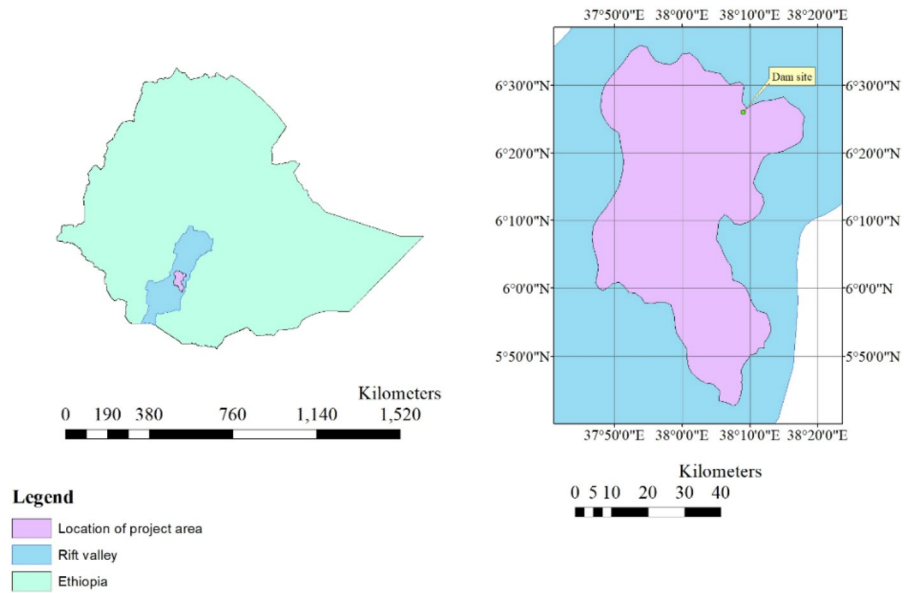 37°50'0"E 38°0'0"E 38°10'0"E 38°20'0"E
Dam site
6°30'0"N 6°30'0"N
6°20'0"N 6°20'0"N
6°10'0"N 6°10'0"N
6°0'0"N 6°0'0"N
5°50'0"N 5°50'0"N
37°50'0"E 38°0'0"E 38°10'0"E 38°20'0"E
Kilometers
0 190 380 760 1,140 1,520
Kilometers
0 5 10 20 30 40
Legend
Location of project area
Rift valley
Ethiopia